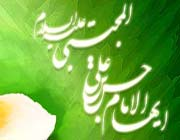 المجتبی علیه السلام
حسن بن علی
ایها الامام